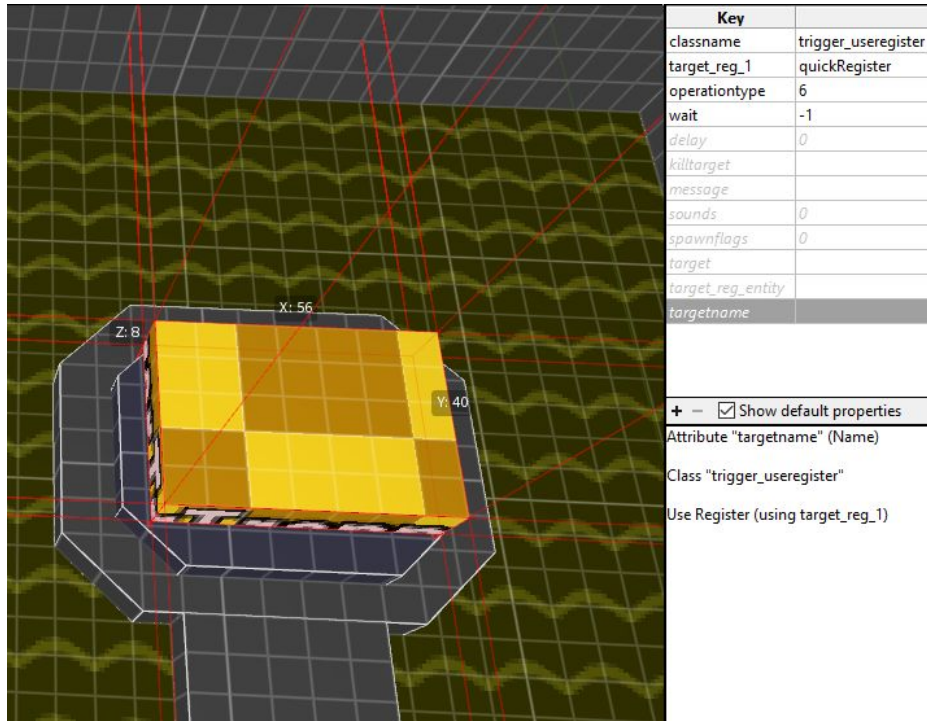 Key
classname trigger_useregister
target_reg_1 quickRegister
operationtype 6
wait -1
delay 0
killtarget
message
sounds 0
spawnflags 0
target
target_reg_entity
targetname
X: 56
Z: 8
Y: 40
+ − Show default properties
Attribute "targetname" (Name)
Class "trigger_useregister"
Use Register (using target_reg_1)